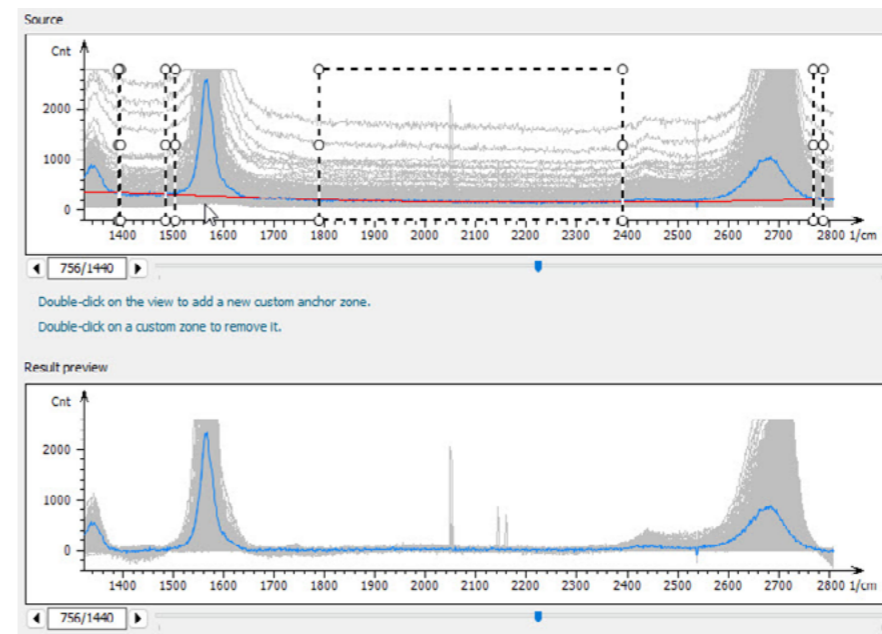 Source
Cnt
2000
1000
0
1400 1500 1600 1700 1800 1900 2000 2100 2200 2300 2400 2500 2600 2700 2800 1/cm
756/1440
Double-click on the view to add a new custom anchor zone.
Double-click on a custom zone to remove it.
Result preview
Cnt
2000
1000
0
1400 1500 1600 1700 1800 1900 2000 2100 2200 2300 2400 2500 2600 2700 2800 1/cm
756/1440